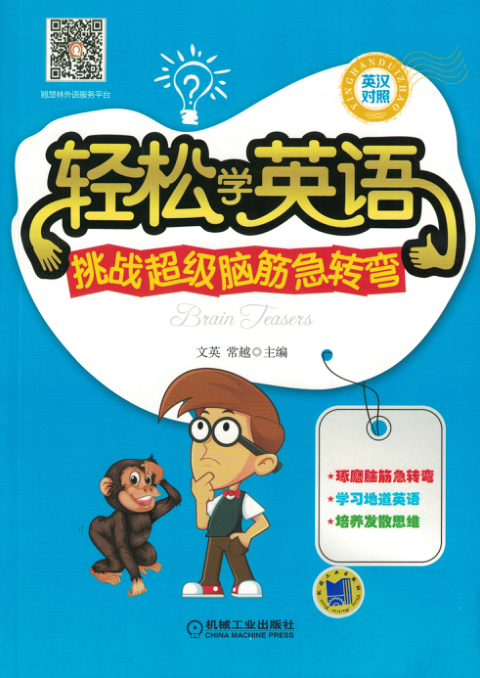 翘楚林外语服务平台
英汉
对照
YINGHANDUIZHAO
轻松学英语
挑战超级脑筋急转弯
Brain Teasers
文英 常越◎主编
★琢磨脑筋急转弯
★学习地道英语
★培养发散思维
机械工业出版社
CHINA MACHINE PRESS